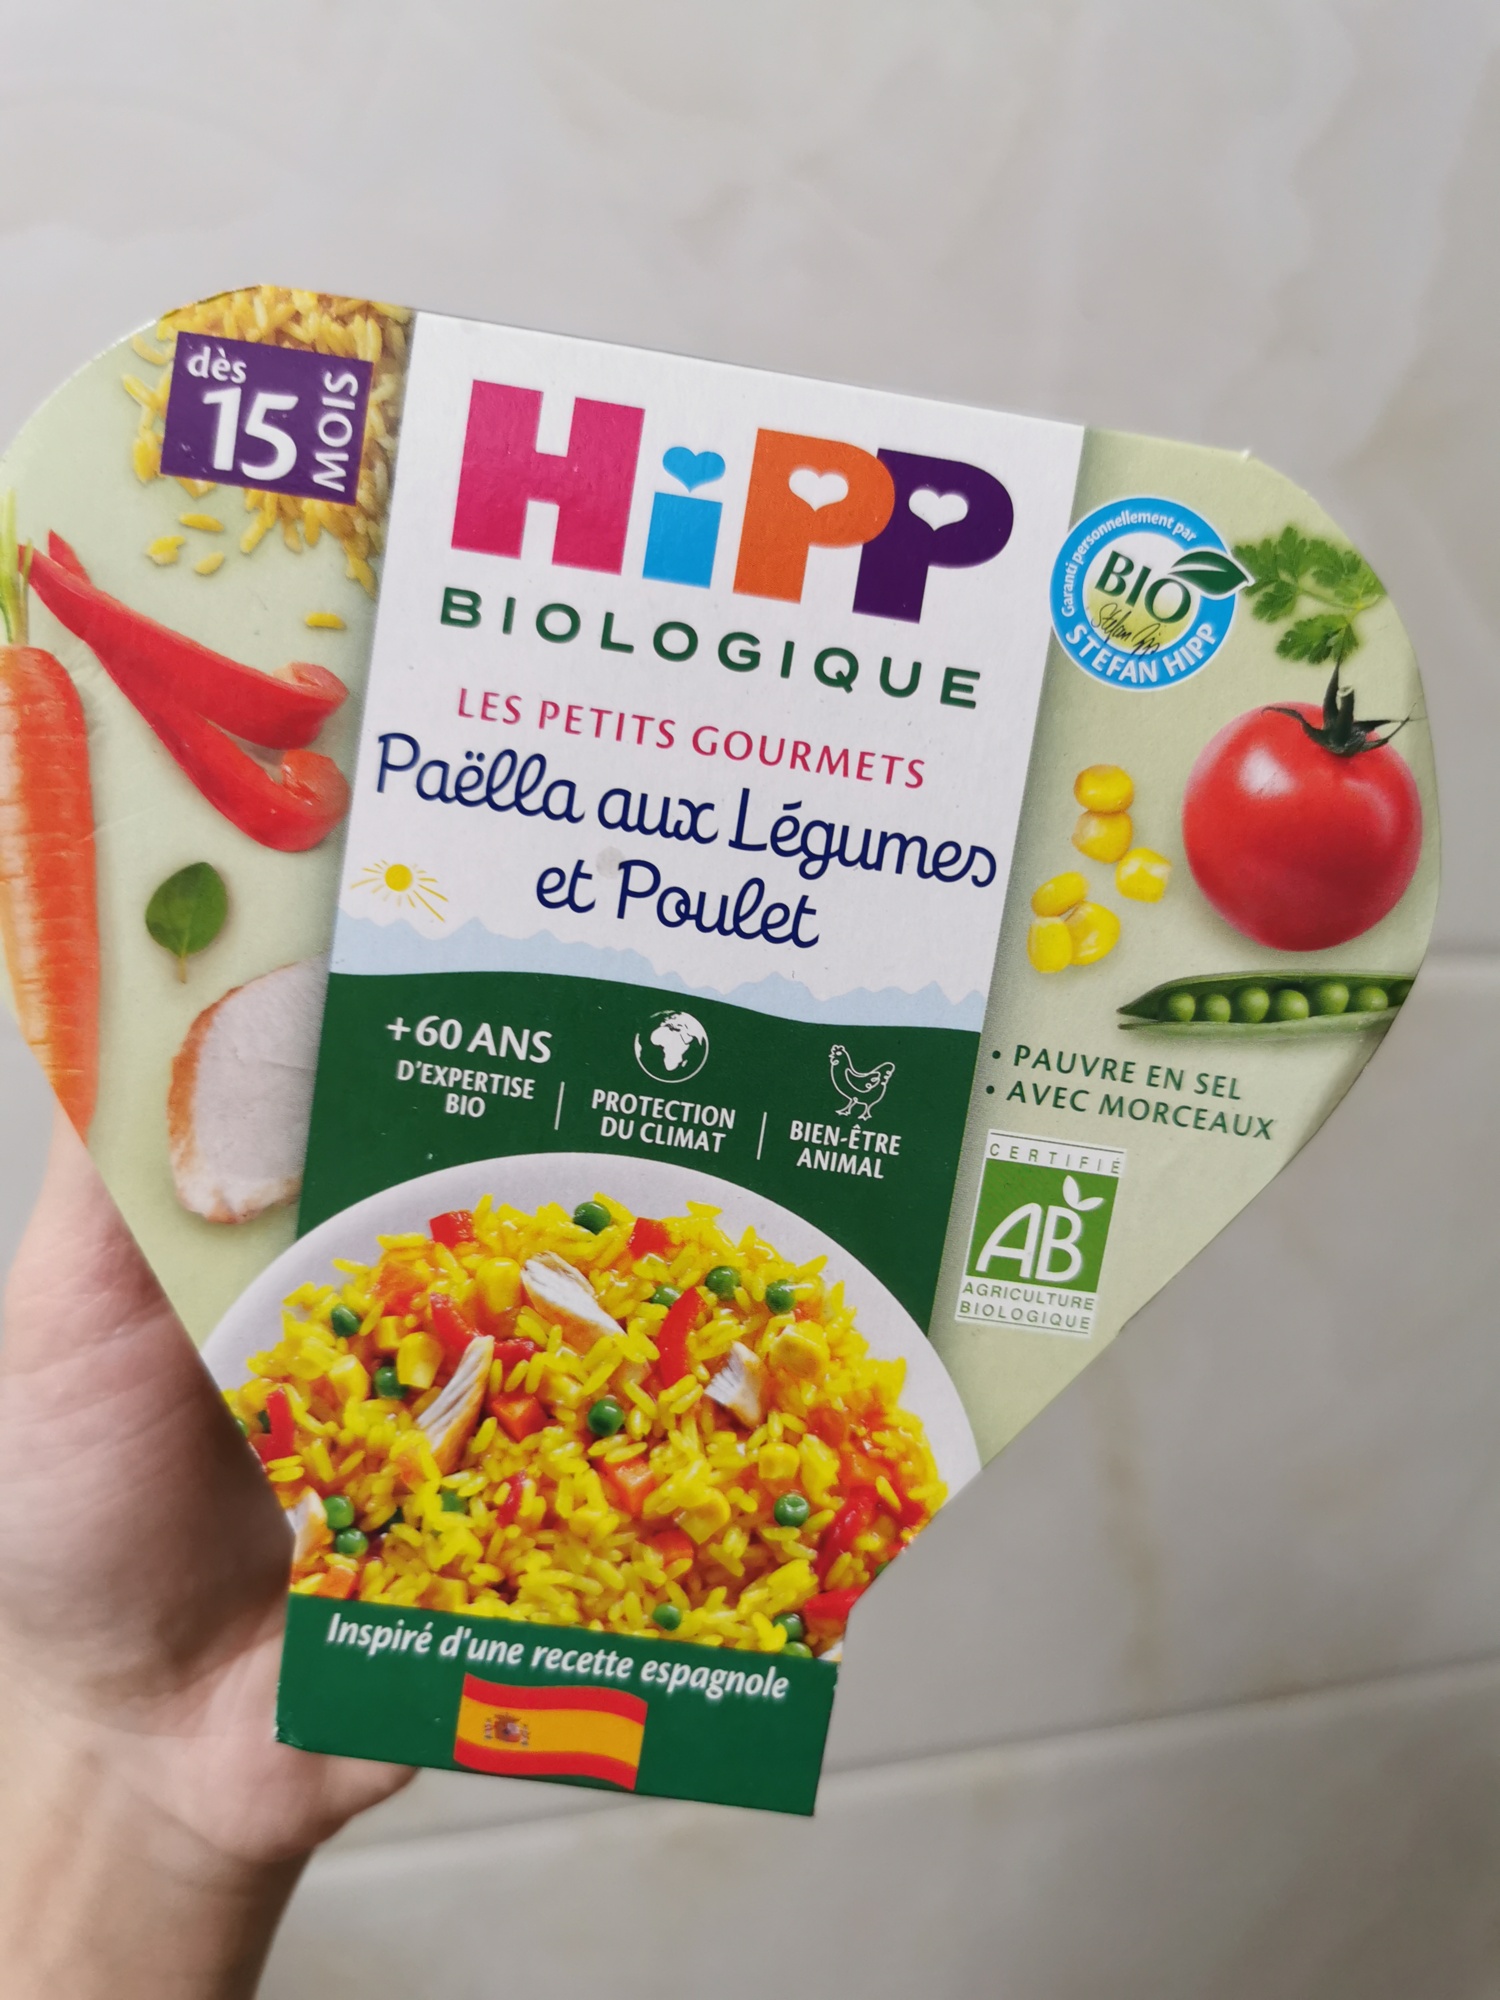 dès
15
MOIS
HiPP
BIOLOGIQUE
LES PETITS GOURMETS
Paëlla aux Légumes
et Poulet
Garanti personnellement par
BIO
STEFAN HIPP
+60 ANS
D'EXPERTISE
BIO
PROTECTION
DU CLIMAT
BIEN-ÊTRE
ANIMAL
• PAUVRE EN SEL
• AVEC MORCEAUX
CERTIFIÉ
AB
AGRICULTURE
BIOLOGIQUE
Inspiré d'une recette espagnole